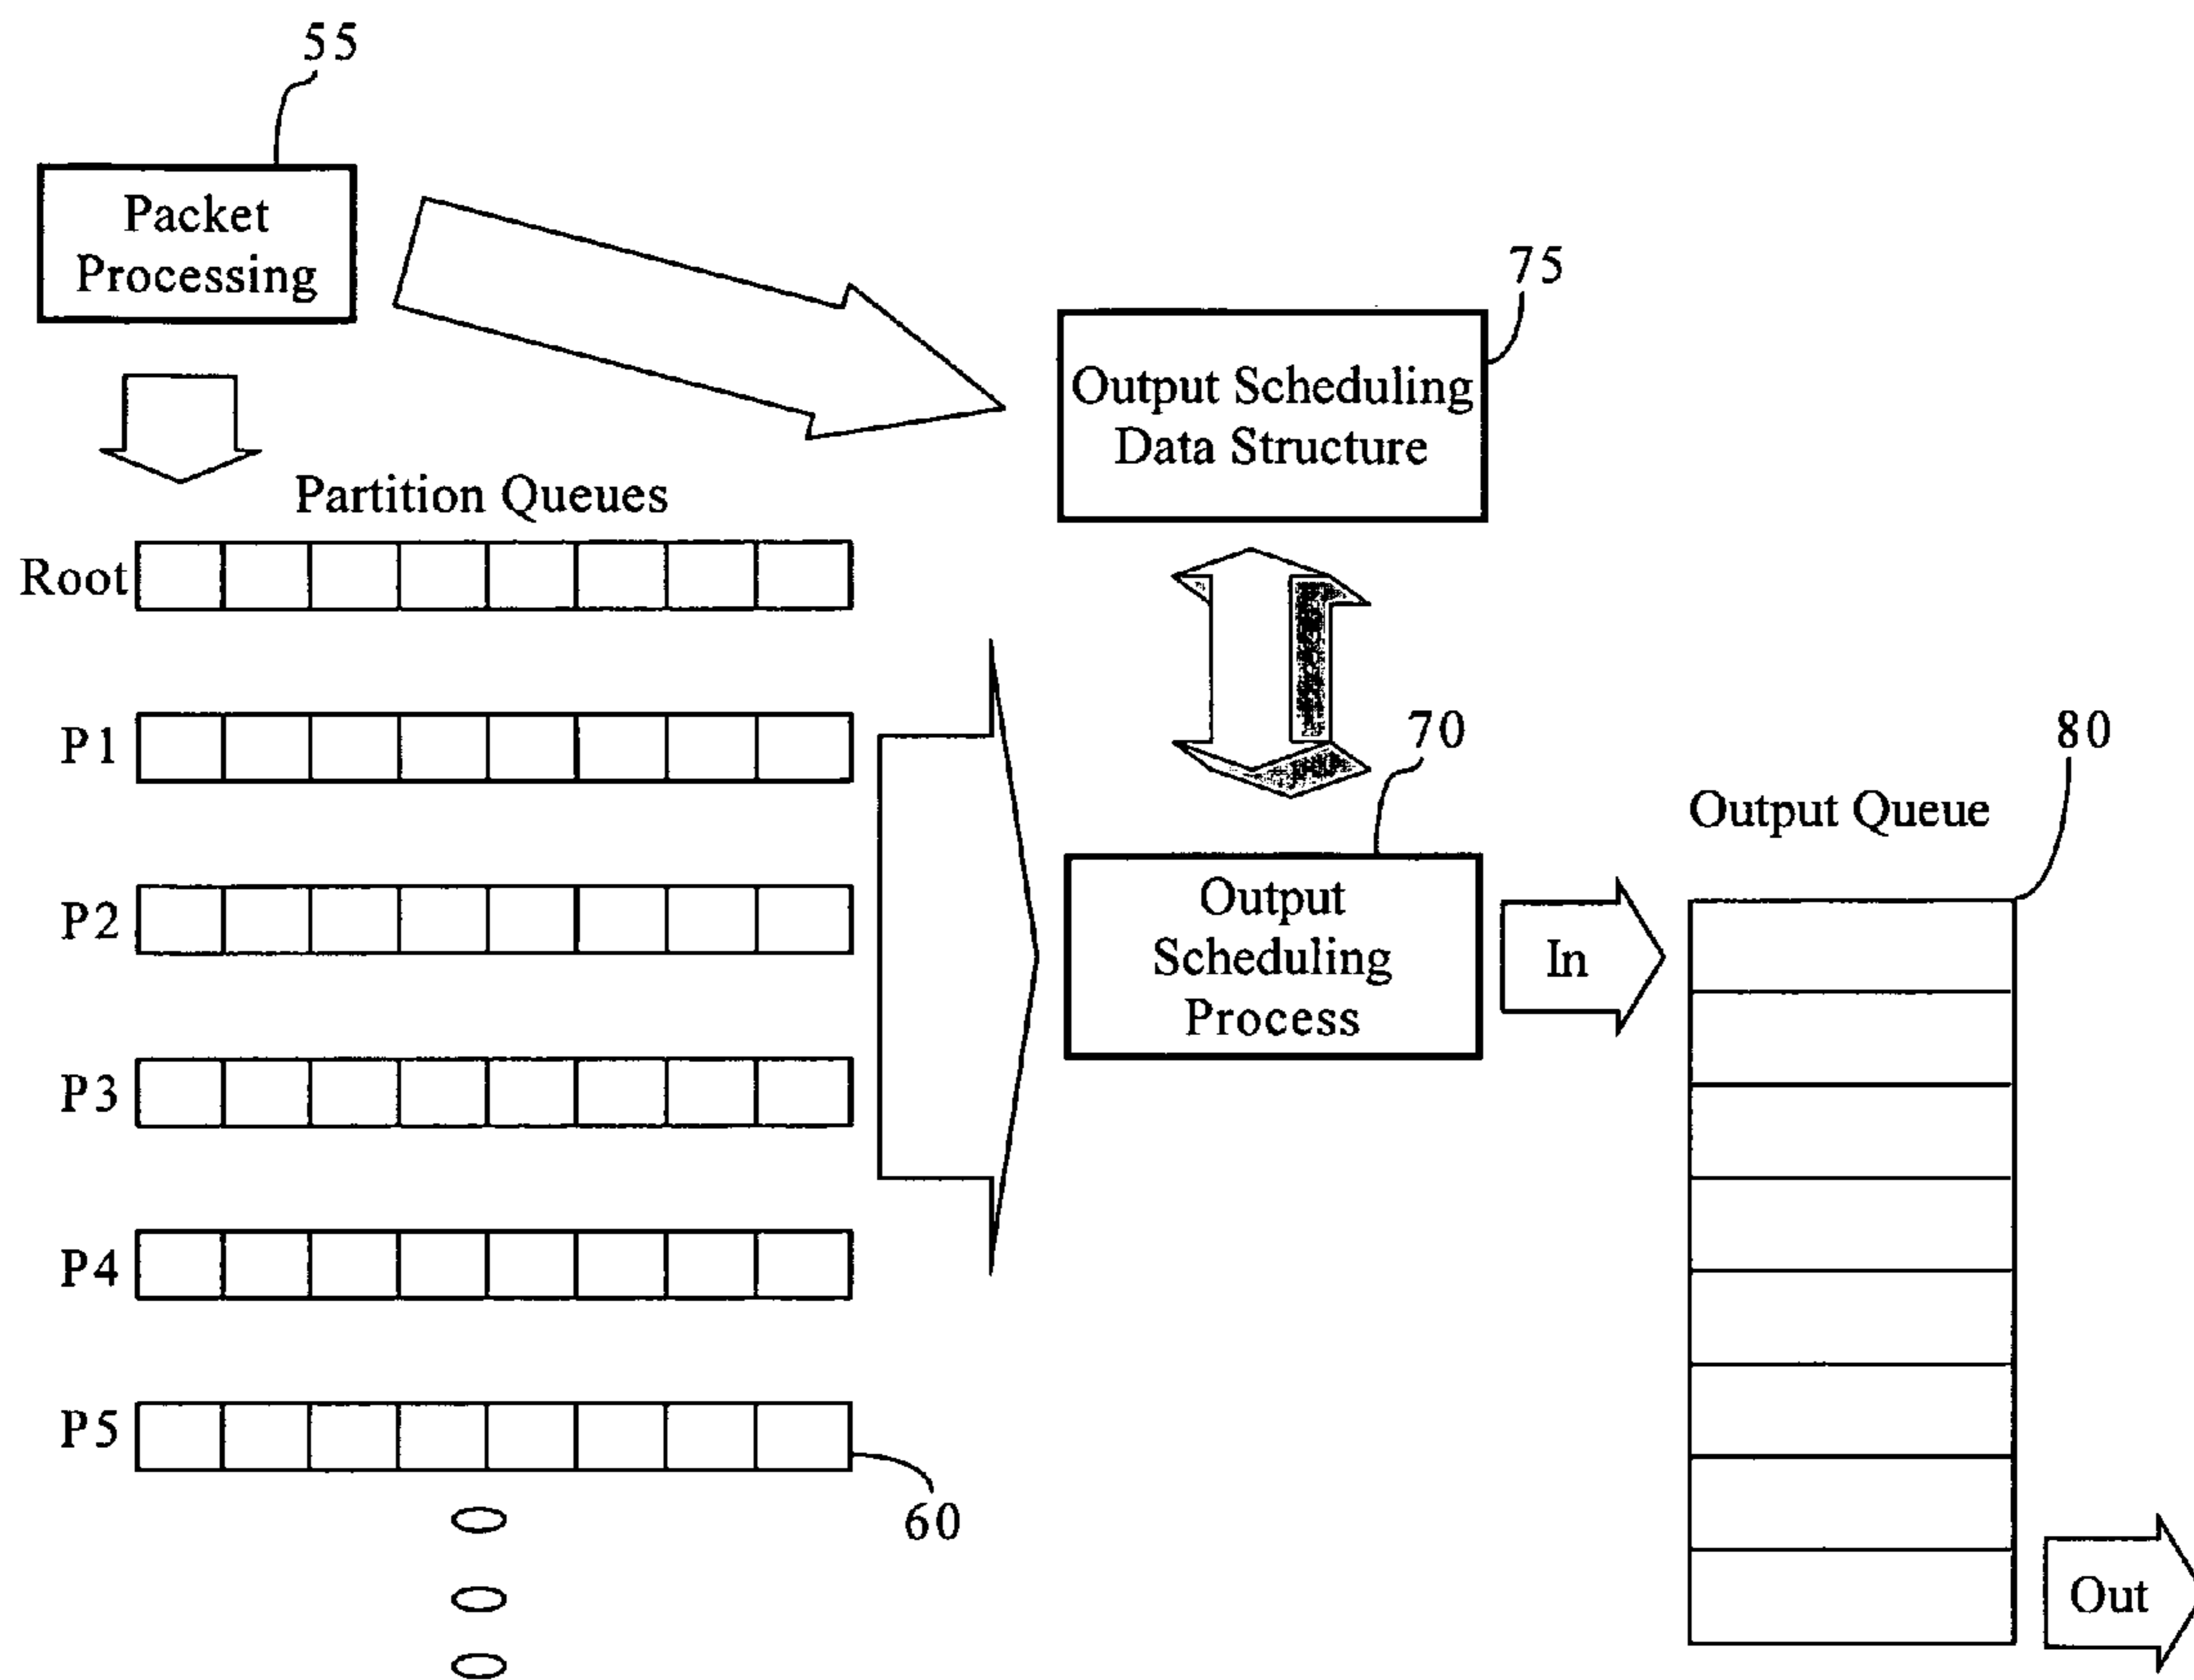 55
Packet
Processing
75
Output Scheduling
Data Structure
Partition Queues
Root
P1
70
80
Output Queue
P2
Output
Scheduling
Process
In
P3
P4
P5
60
Out